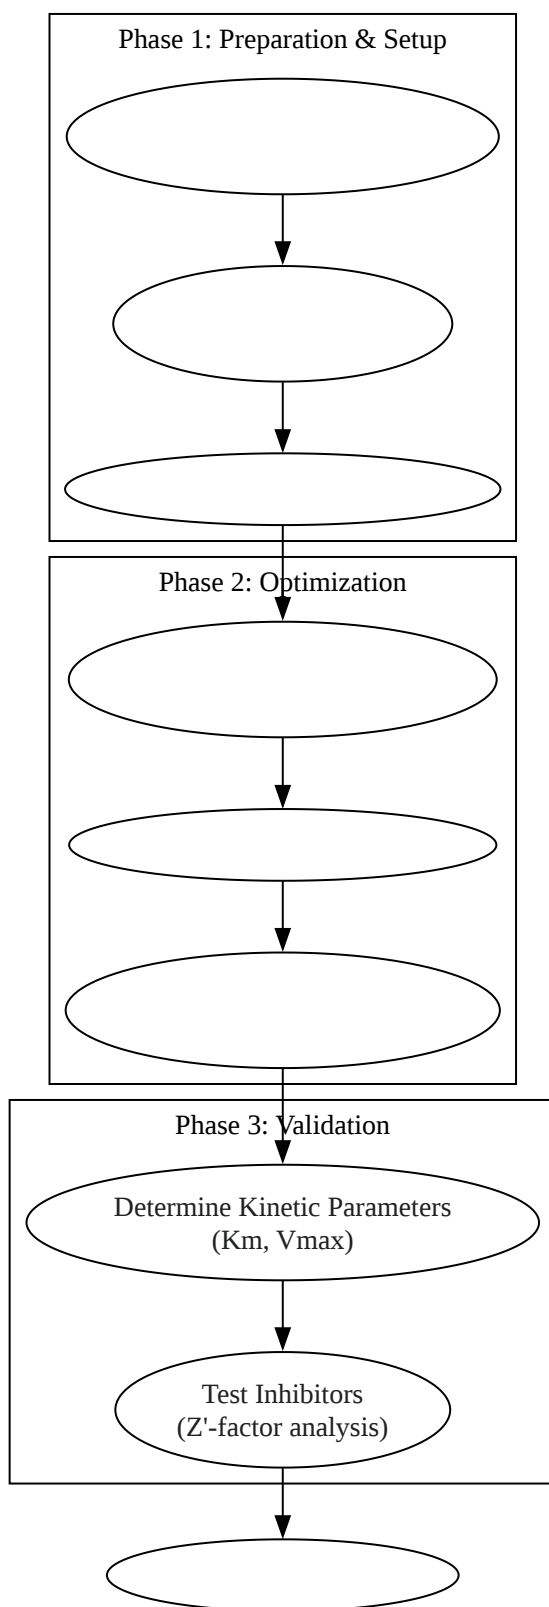 Phase 1: Preparation & Setup
Phase 2: Optimization
Phase 3: Validation
Determine Kinetic Parameters
(Km, Vmax)
Test Inhibitors
(Z'-factor analysis)